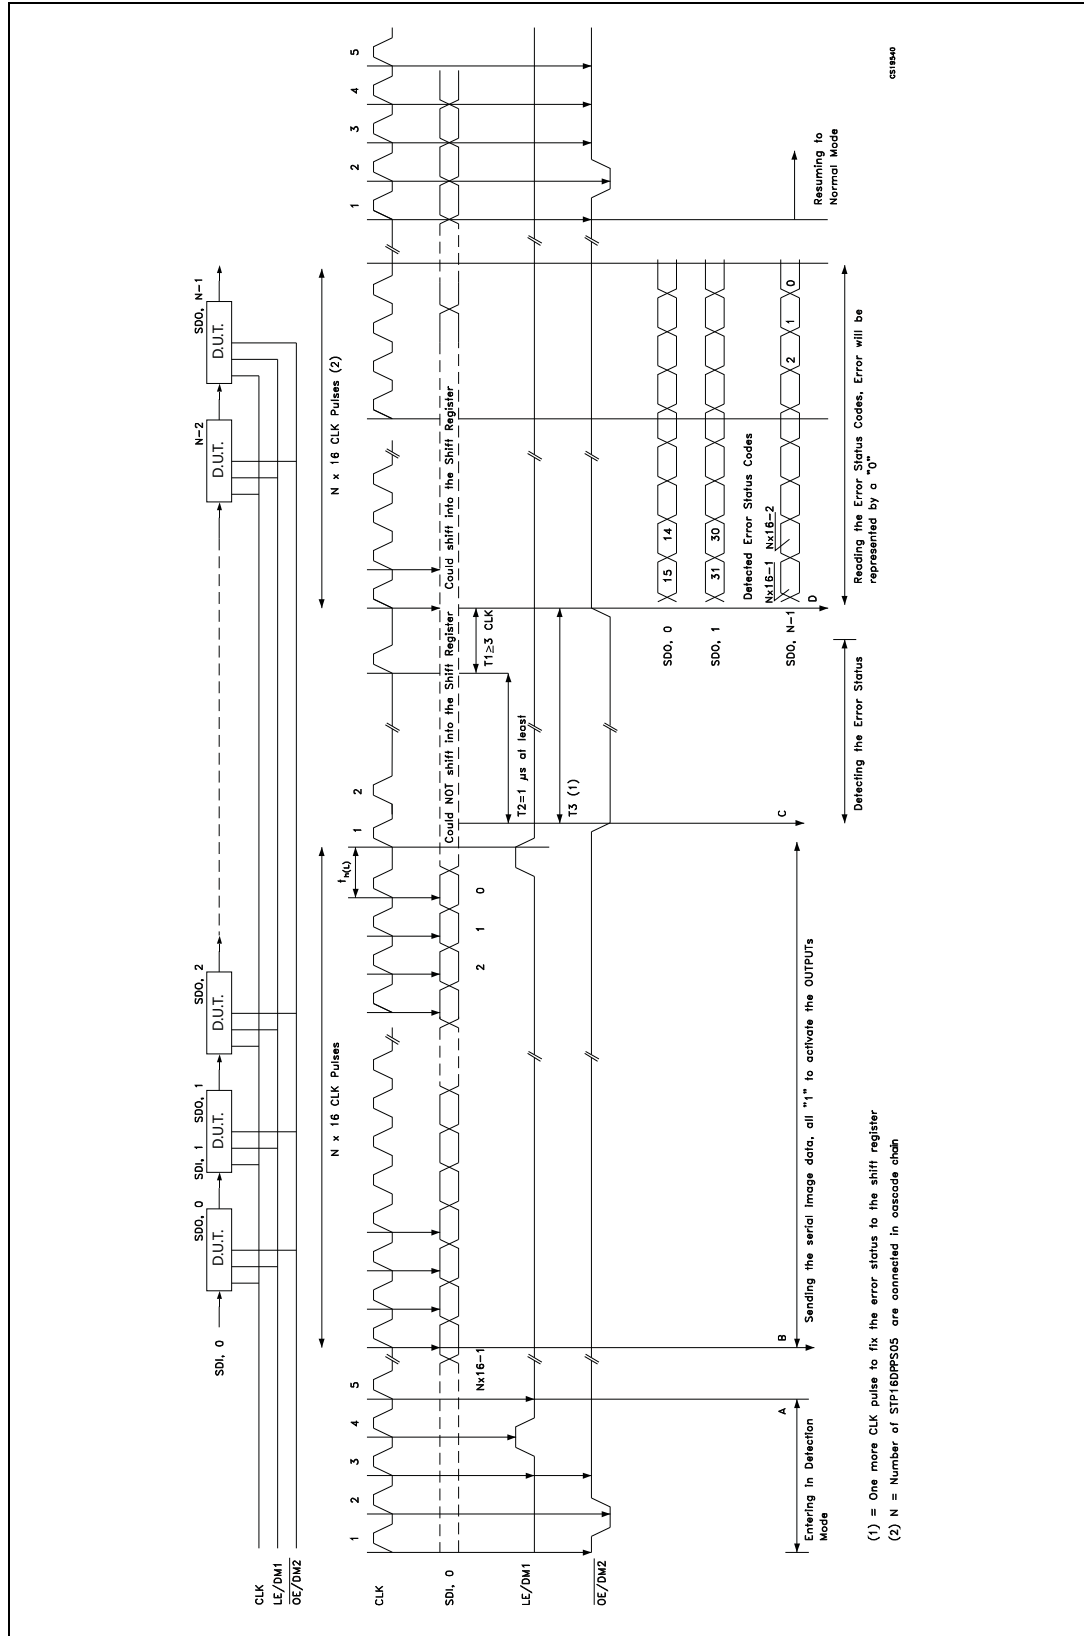 SDI, 0
D.U.T.
SDO, 0
SDI, 1
D.U.T.
SDO, 1
D.U.T.
SDO, 2
N-2
D.U.T.
SDO, N-1
D.U.T.
CLK
LE/DM1
OE/DM2
N x 16 CLK Pulses
N x 16 CLK Pulses (2)
1 2 3 4 5
th(L)
1 2
1 2 3 4 5
CLK
SDI, 0
Could NOT shift into the Shift Register
Could shift into the Shift Register
Nx16-1
2 1 0
T1≥3 CLK
T2=1 µs at least
T3 (1)
LE/DM1
OE/DM2
SDO, 0
15 14
SDO, 1
31 30
Detected Error Status Codes
Nx16-1 Nx16-2
SDO, N-1
2 1 0
A
B
C
D
Entering in Detection
Mode
Sending the serial image data, all "1" to activate the OUTPUTs
Detecting the Error Status
Reading the Error Status Codes, Error will be
represented by a "0"
Resuming to
Normal Mode
(1) = One more CLK pulse to fix the error status to the shift register
(2) N = Number of STP16DPPS05 are connected in cascade chain
CS19540